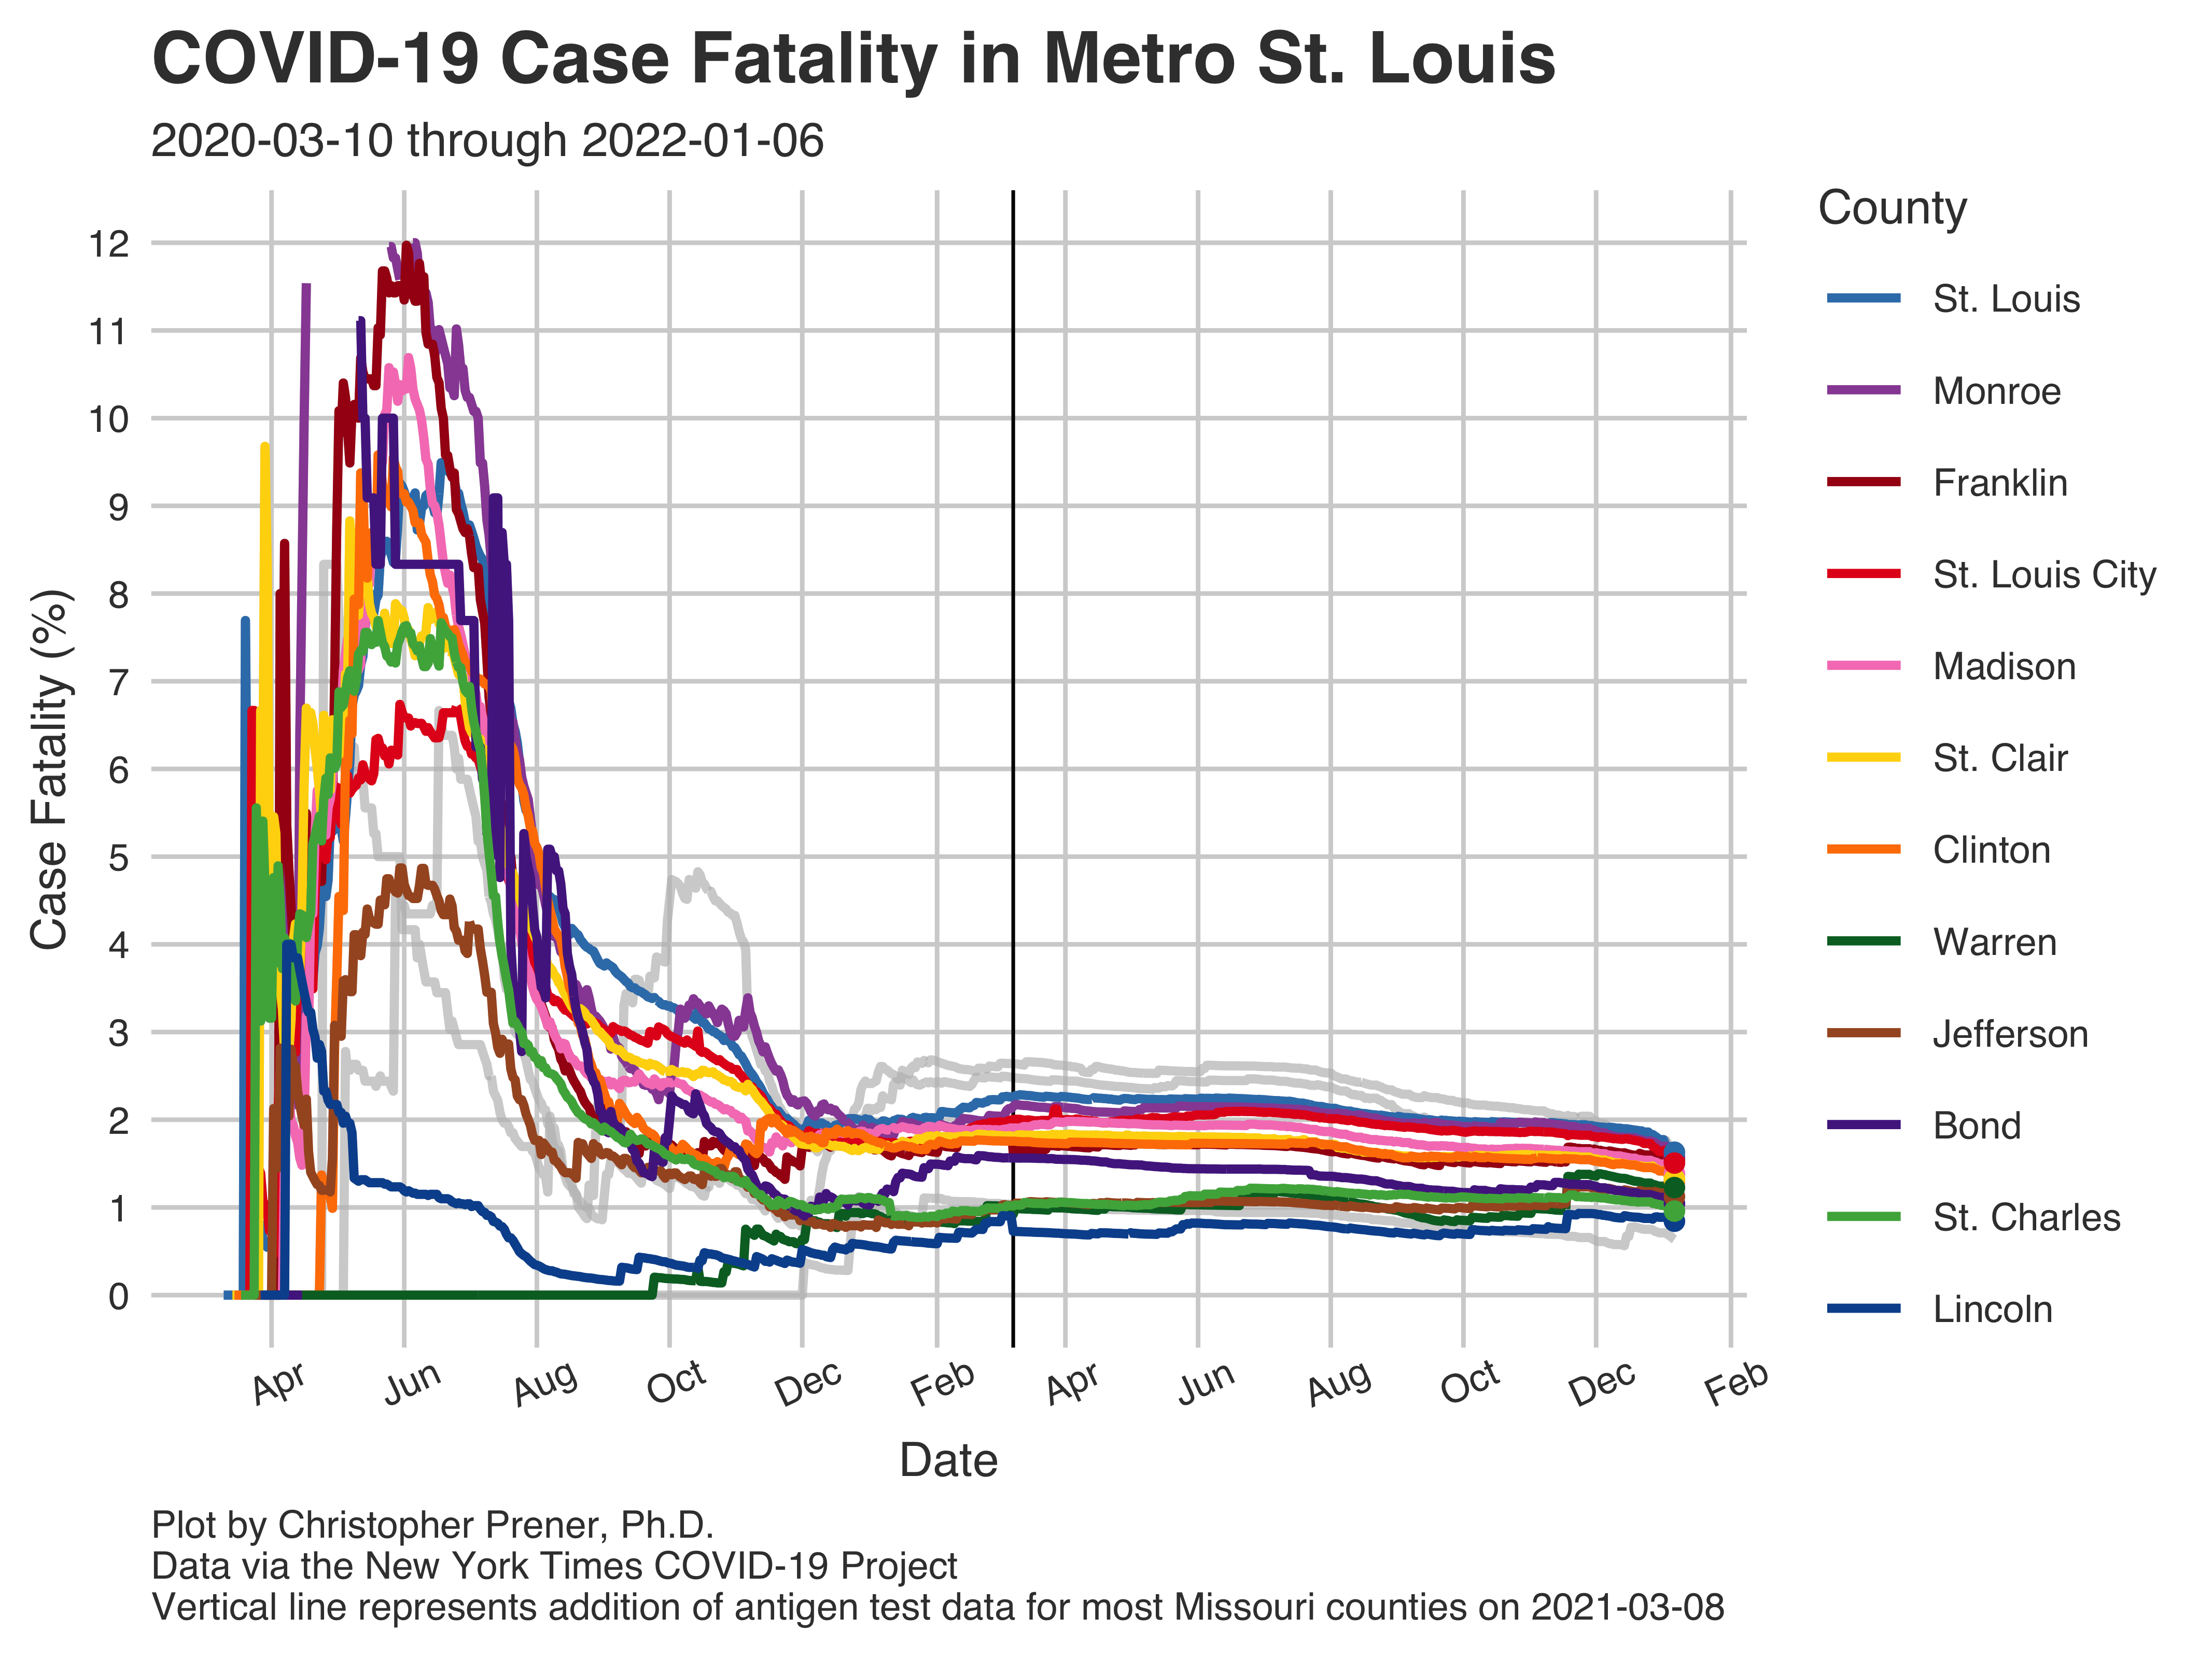 COVID-19 Case Fatality in Metro St. Louis
2020-03-10 through 2022-01-06
County
St. Louis
Monroe
Franklin
St. Louis City
Madison
St. Clair
Clinton
Warren
Jefferson
Bond
St. Charles
Lincoln
Case Fatality (%)
12
11
10
9
8
7
6
5
4
3
2
1
0
Apr
Jun
Aug
Oct
Dec
Feb
Apr
Jun
Aug
Oct
Dec
Feb
Date
Plot by Christopher Prener, Ph.D.
Data via the New York Times COVID-19 Project
Vertical line represents addition of antigen test data for most Missouri counties on 2021-03-08